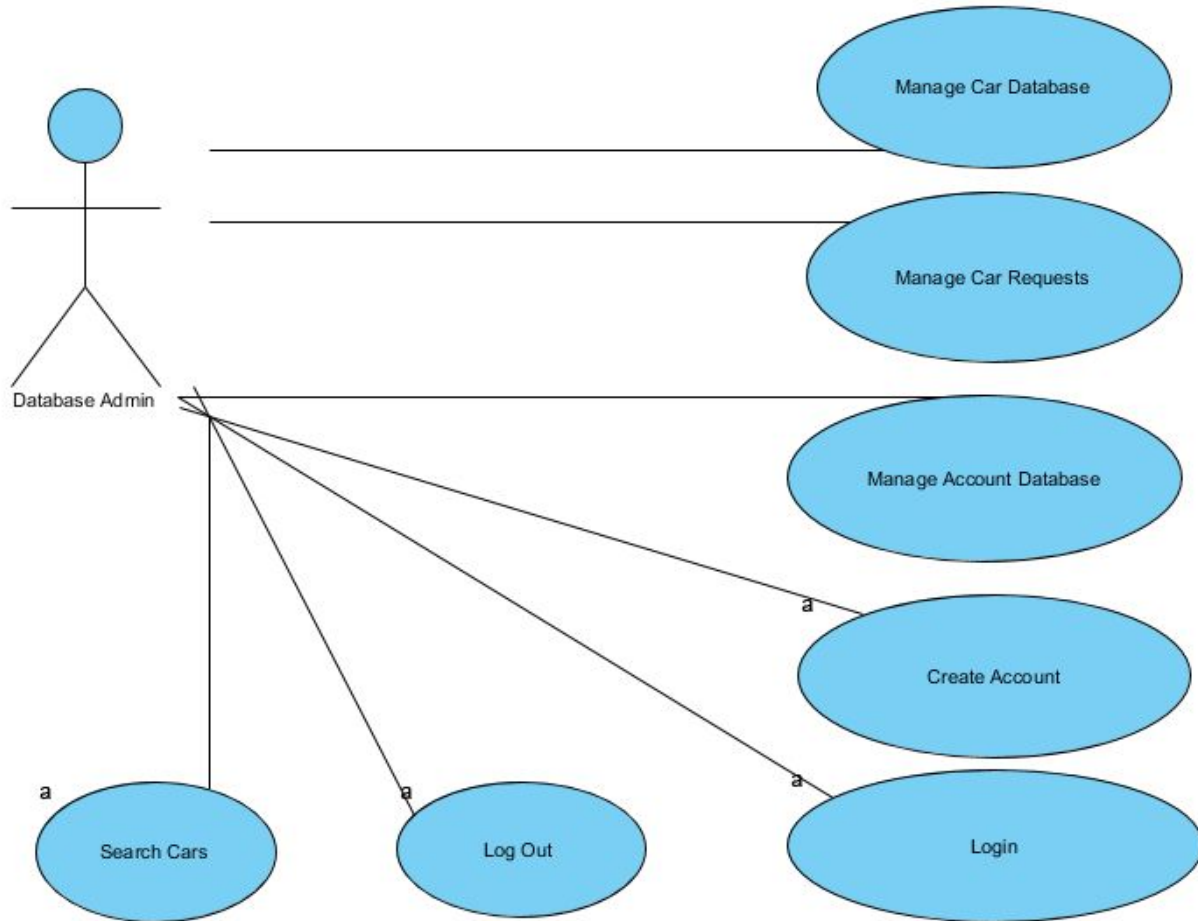 Manage Car Database
Manage Car Requests
Database Admin
Manage Account Database
a
Create Account
a
a
a
Search Cars
Log Out
Login